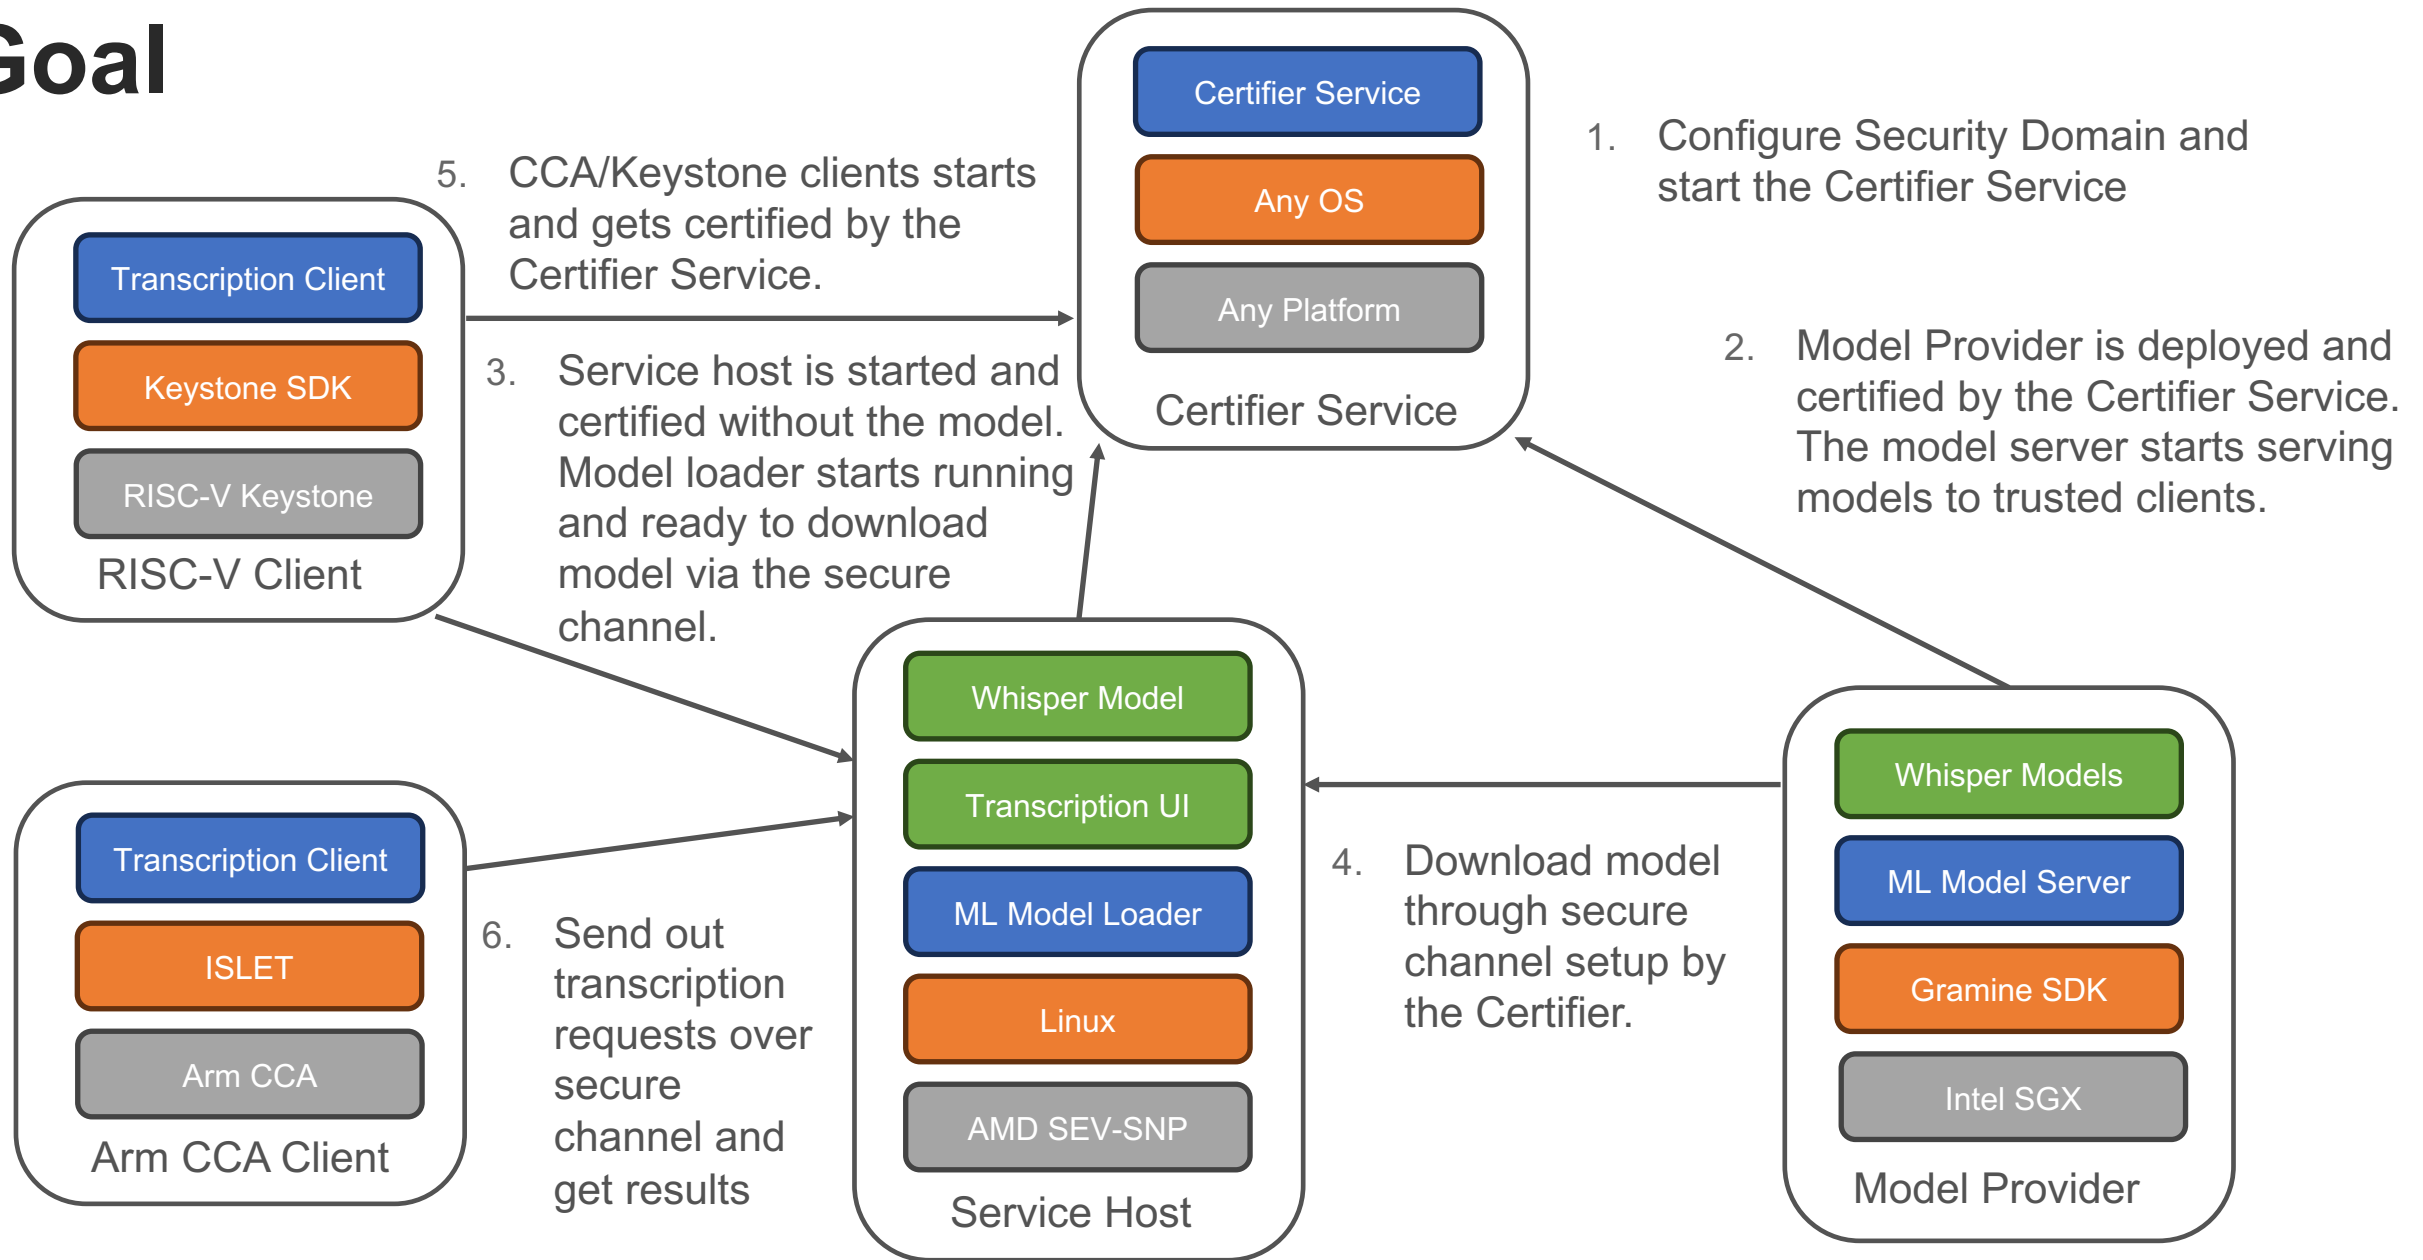 Goal
Certifier Service
Any OS
Any Platform
Certifier Service
1. Configure Security Domain and
start the Certifier Service
2. Model Provider is deployed and
certified by the Certifier Service.
The model server starts serving
models to trusted clients.
5. CCA/Keystone clients starts
and gets certified by the
Certifier Service.
Transcription Client
Keystone SDK
RISC-V Keystone
RISC-V Client
3. Service host is started and
certified without the model.
Model loader starts running
and ready to download
model via the secure
channel.
Whisper Model
Transcription UI
ML Model Loader
Linux
AMD SEV-SNP
Service Host
Whisper Models
ML Model Server
Gramine SDK
Intel SGX
Model Provider
4. Download model
through secure
channel setup by
the Certifier.
Transcription Client
ISLET
Arm CCA
Arm CCA Client
6. Send out
transcription
requests over
secure
channel and
get results